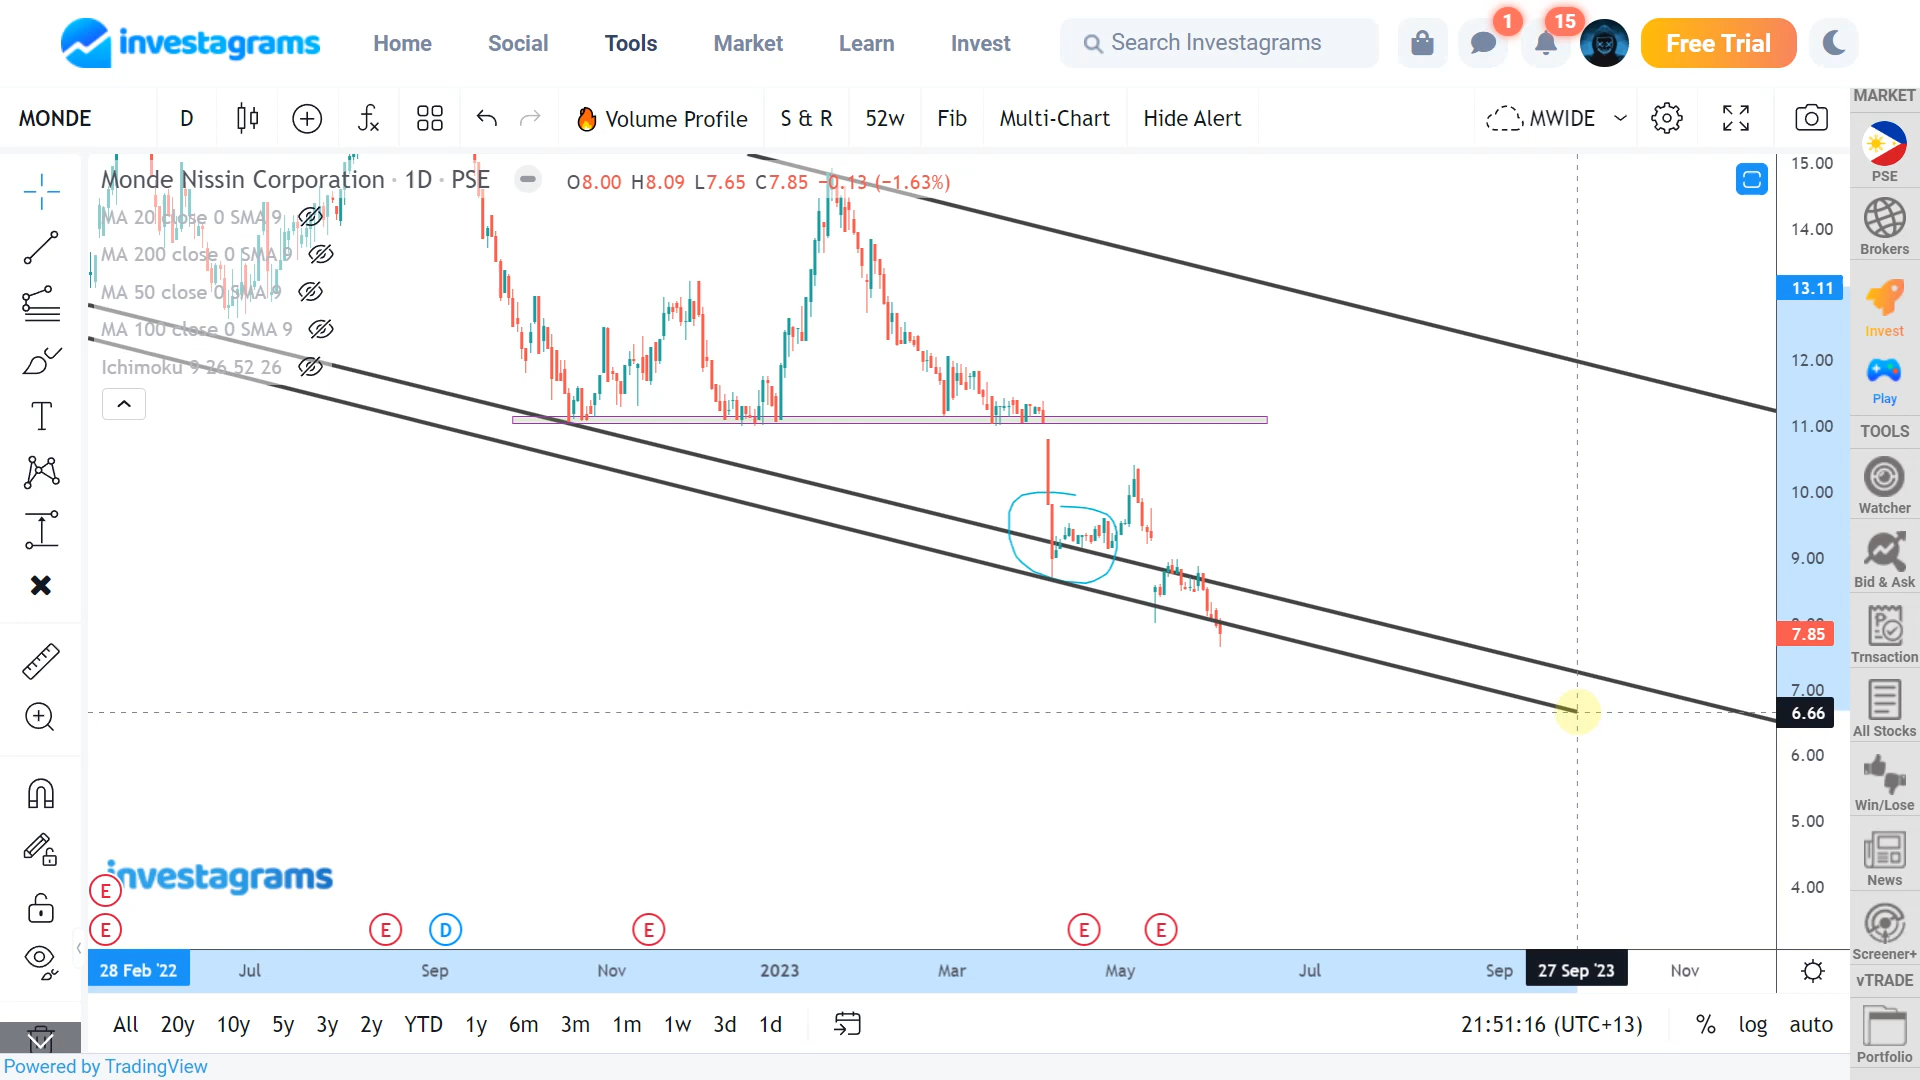 investagrams Home Social Tools Market Learn Invest Search Investagrams 1 15 Free Trial
MONDE D Volume Profile S & R 52w Fib Multi-Chart Hide Alert MWIDE
Monde Nissin Corporation · 1D · PSE O8.00 H8.09 L7.65 C7.85 −0.13 (−1.63%)
MA 20 close 0 SMA 9
MA 200 close 0 SMA 9
MA 50 close 0 SMA 9
MA 100 close 0 SMA 9
Ichimoku 9 26 52 26
15.00
14.00
13.11
12.00
11.00
10.00
9.00
8.00
7.85
7.00
6.66
6.00
5.00
4.00
investagrams
E
E E D E E E
28 Feb '22 Jul Sep Nov 2023 Mar May Jul Sep 27 Sep '23 Nov
All 20y 10y 5y 3y 2y YTD 1y 6m 3m 1m 1w 3d 1d 21:51:16 (UTC+13) % log auto
Powered by TradingView
MARKET
PSE
Brokers
Invest
Play
TOOLS
Watcher
Bid & Ask
Trnsaction
All Stocks
Win/Lose
News
Screener+
vTRADE
Portfolio